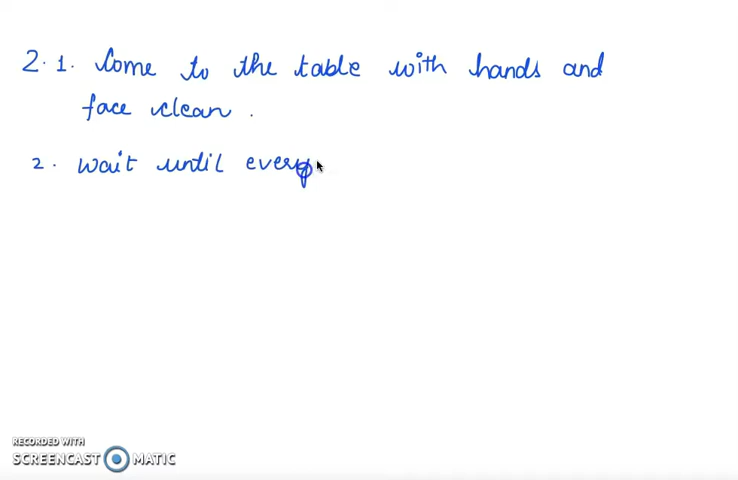 2. 1. Come to the table with hands and
face clean.
2. wait until every
RECORDED WITH
SCREENCAST MATIC